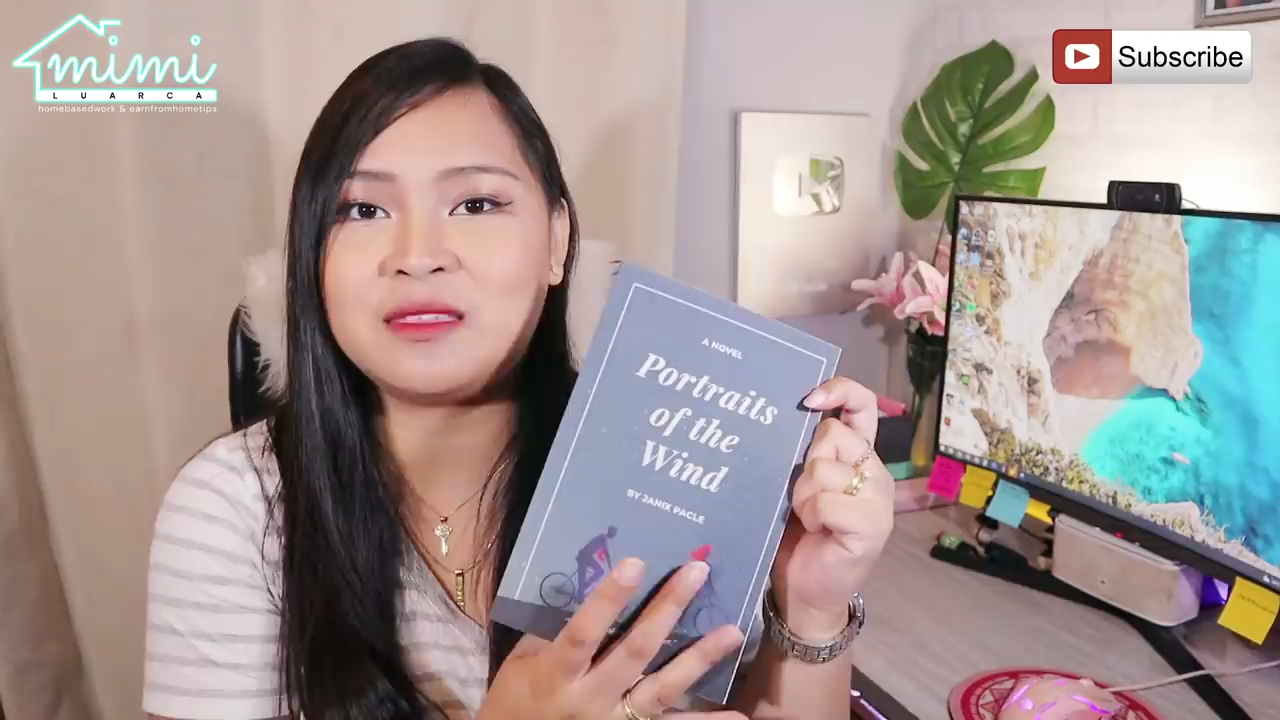 mimi
LUARCA
homebasedwork & earnfromhometips
Subscribe
A NOVEL
Portraits
of the
Wind
BY JANIX PACLE